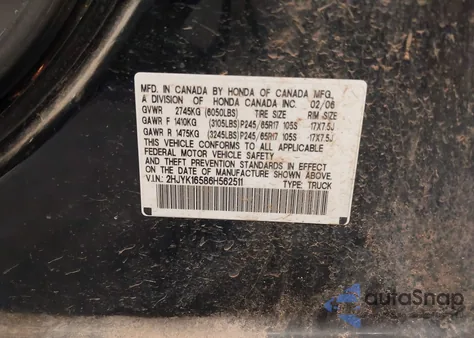 MFD. IN CANADA BY HONDA OF CANADA MFG.,
A DIVISION OF HONDA CANADA INC. 02/06
GVWR 2745KG (6050LBS) TIRE SIZE RIM SIZE
GAWR F 1410KG (3105LBS) P245/65R17 105S 17X7.5J
GAWR R 1475KG (3245LBS) P245/65R17 105S 17X7.5J
THIS VEHICLE CONFORMS TO ALL APPLICABLE
FEDERAL MOTOR VEHICLE SAFETY
AND THEFT PREVENTION STANDARDS IN EFFECT
ON THE DATE OF MANUFACTURE SHOWN ABOVE.
V.I.N.: 2HJYK16586H562511 TYPE: TRUCK
autoSnap